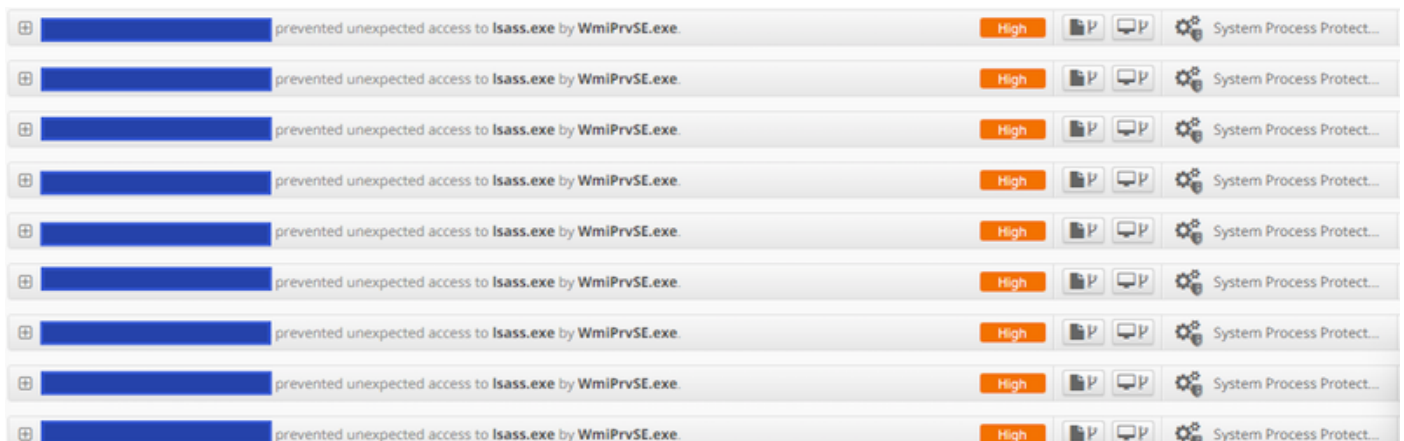 prevented unexpected access to lsass.exe by WmiPrvSE.exe. High System Process Protect...
prevented unexpected access to lsass.exe by WmiPrvSE.exe. High System Process Protect...
prevented unexpected access to lsass.exe by WmiPrvSE.exe. High System Process Protect...
prevented unexpected access to lsass.exe by WmiPrvSE.exe. High System Process Protect...
prevented unexpected access to lsass.exe by WmiPrvSE.exe. High System Process Protect...
prevented unexpected access to lsass.exe by WmiPrvSE.exe. High System Process Protect...
prevented unexpected access to lsass.exe by WmiPrvSE.exe. High System Process Protect...
prevented unexpected access to lsass.exe by WmiPrvSE.exe. High System Process Protect...
prevented unexpected access to lsass.exe by WmiPrvSE.exe. High System Process Protect...